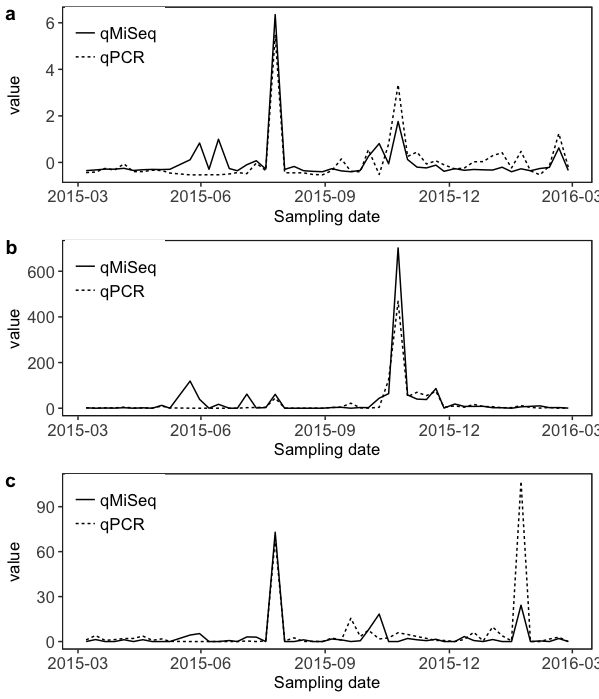 a
qMiSeq
qPCR
6
4
2
0
value
2015-03 2015-06 2015-09 2015-12 2016-03
Sampling date
b
qMiSeq
qPCR
600
400
200
0
value
2015-03 2015-06 2015-09 2015-12 2016-03
Sampling date
c
qMiSeq
qPCR
90
60
30
0
value
2015-03 2015-06 2015-09 2015-12 2016-03
Sampling date